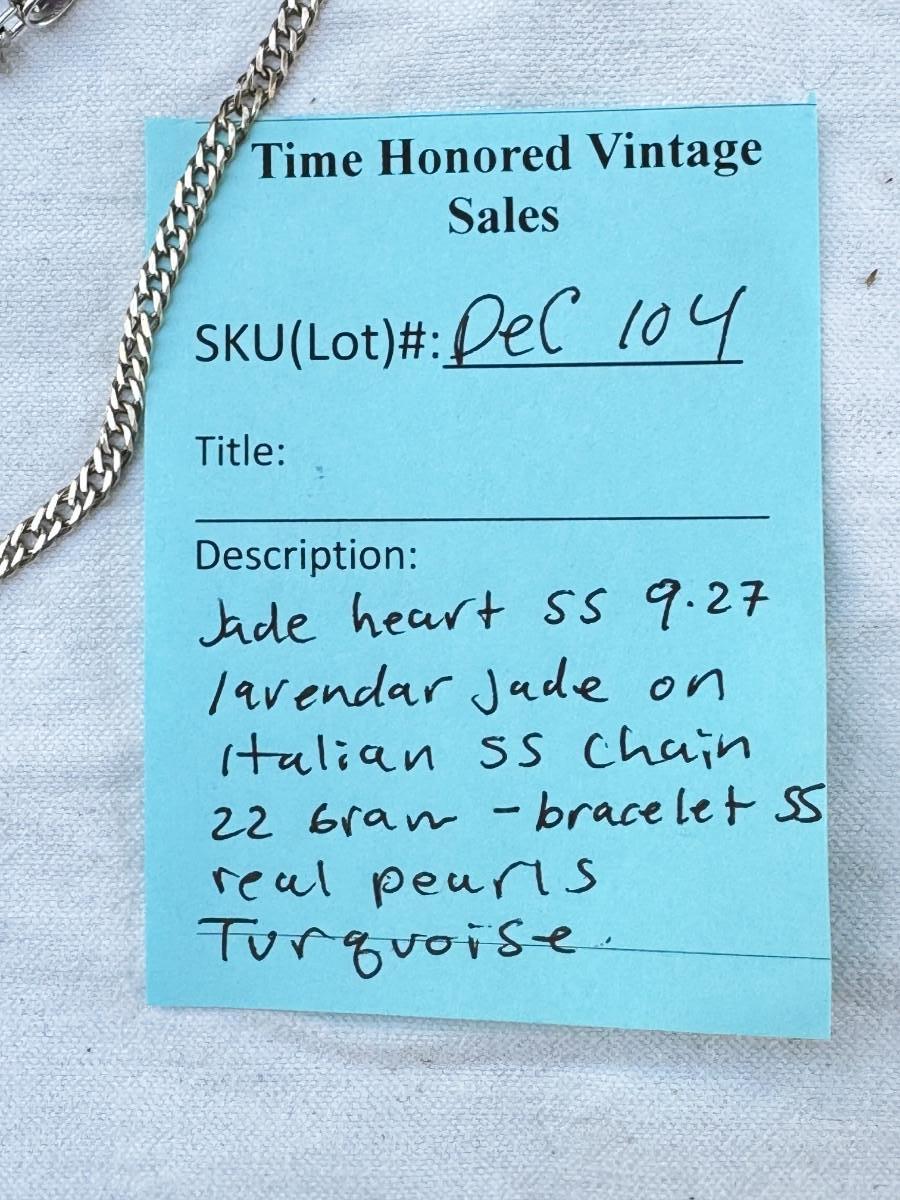 Time Honored Vintage
Sales
SKU(Lot)#: DeC 104
Title:
Description:
Jade heart SS 9.27
lavendar Jade on
Italian SS Chain
22 Gram - bracelet SS
real pearls
Turquoise.